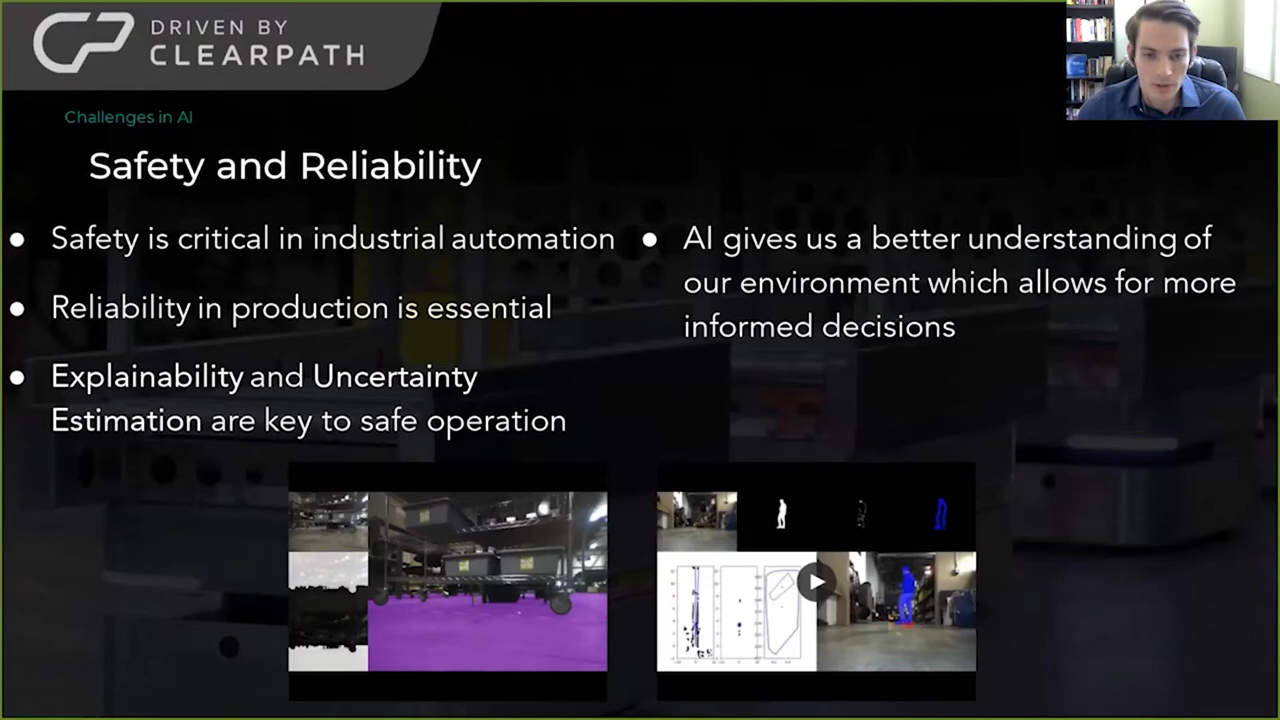 DRIVEN BY
CLEARPATH
Challenges in AI
Safety and Reliability
● Safety is critical in industrial automation
● Reliability in production is essential
● Explainability and Uncertainty
Estimation are key to safe operation
● AI gives us a better understanding of
our environment which allows for more
informed decisions